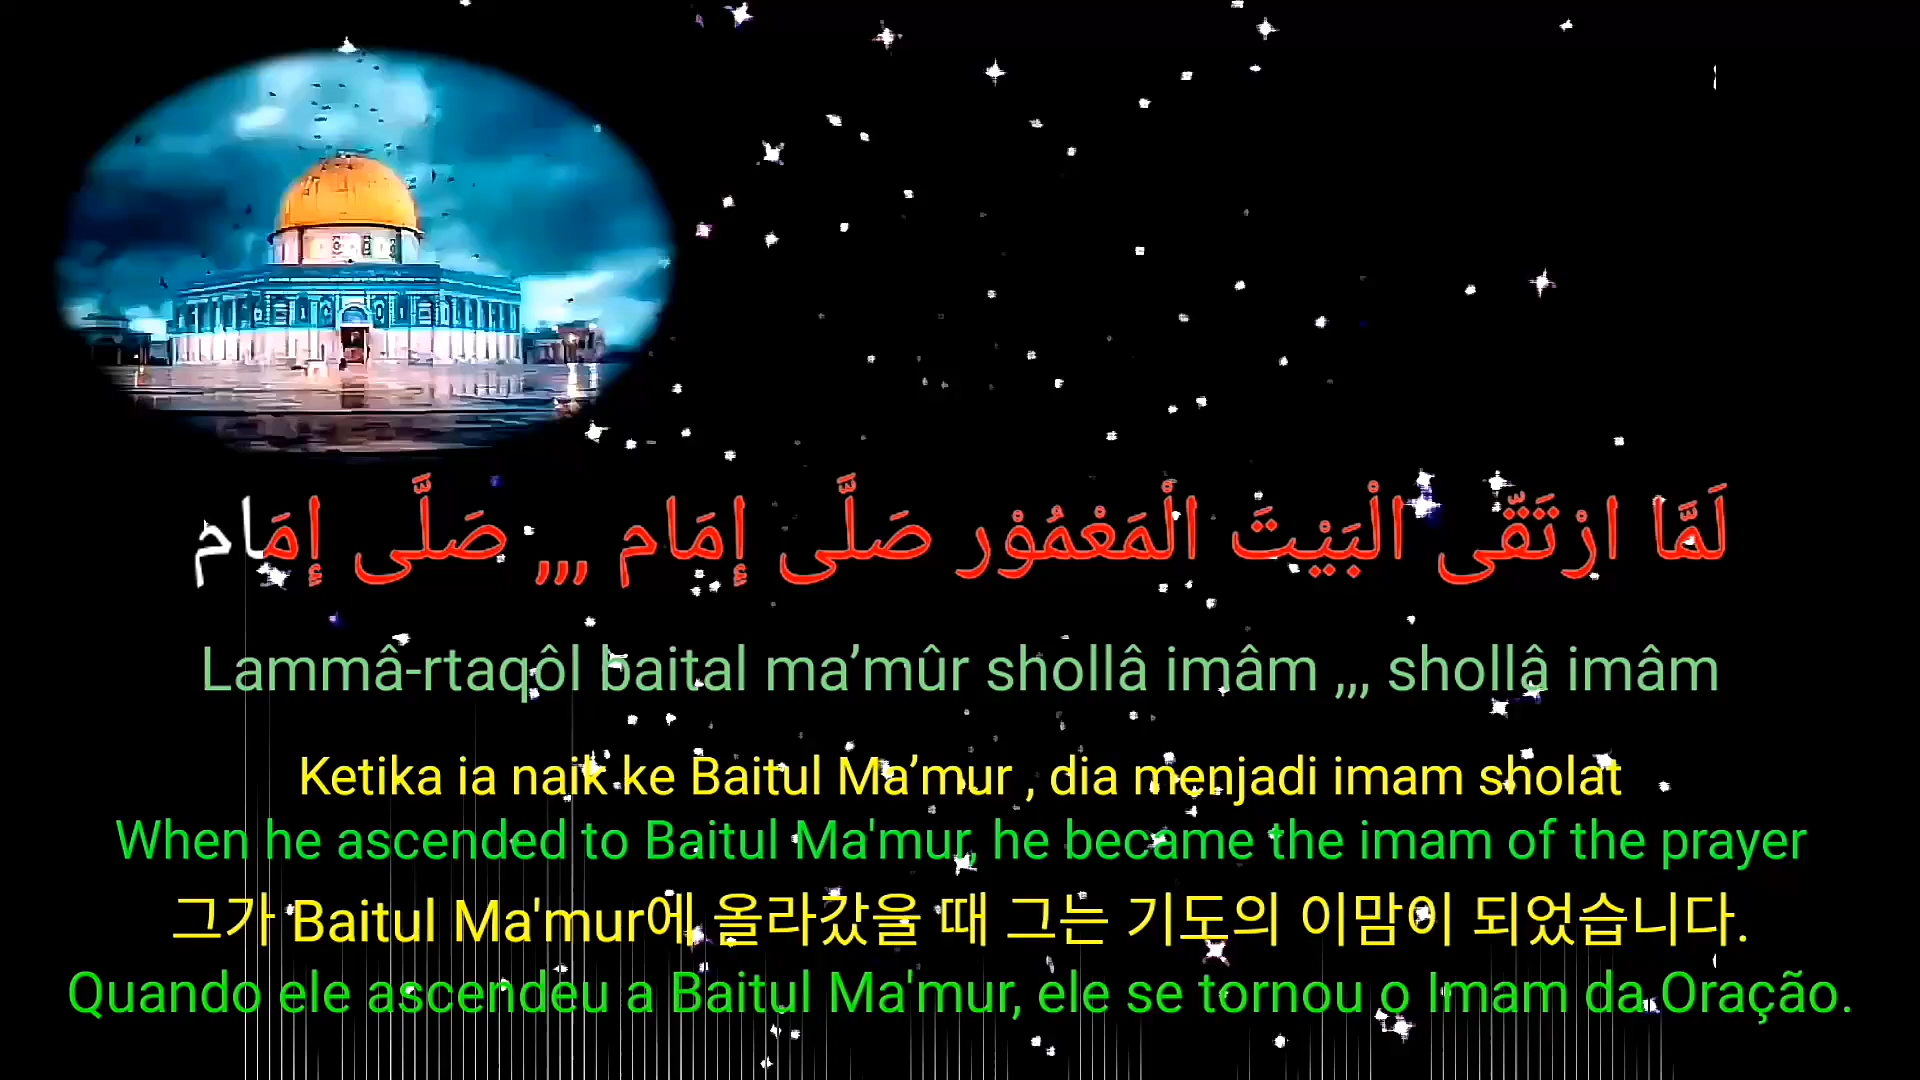 لَمَّا ارْتَقَّى الْبَيْتَ الْمَعْمُوْر صَلَّى إِمَام ,,, صَلَّى إِمَام
Lammâ-rtaqôl baital ma’mûr shollâ imâm ,,, shollâ imâm
Ketika ia naik ke Baitul Ma’mur , dia menjadi imam sholat
When he ascended to Baitul Ma'mur, he became the imam of the prayer
그가 Baitul Ma'mur에 올라갔을 때 그는 기도의 이맘이 되었습니다.
Quando ele ascendeu a Baitul Ma'mur, ele se tornou o Imam da Oração.